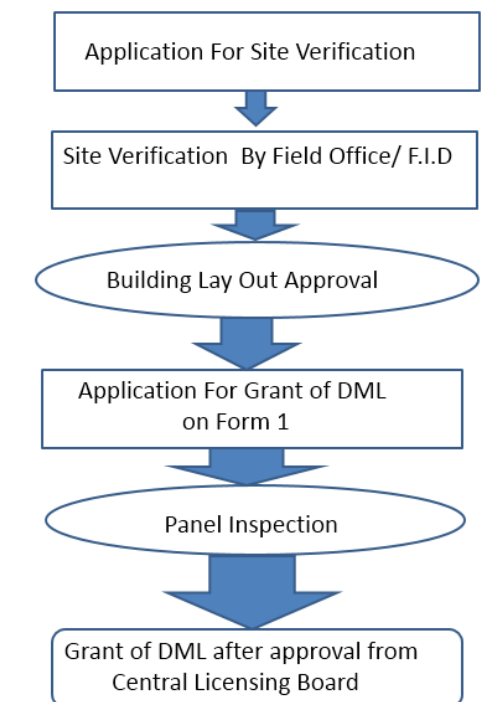 Application For Site Verification
Site Verification By Field Office/ F.I.D
Building Lay Out Approval
Application For Grant of DML
on Form 1
Panel Inspection
Grant of DML after approval from
Central Licensing Board